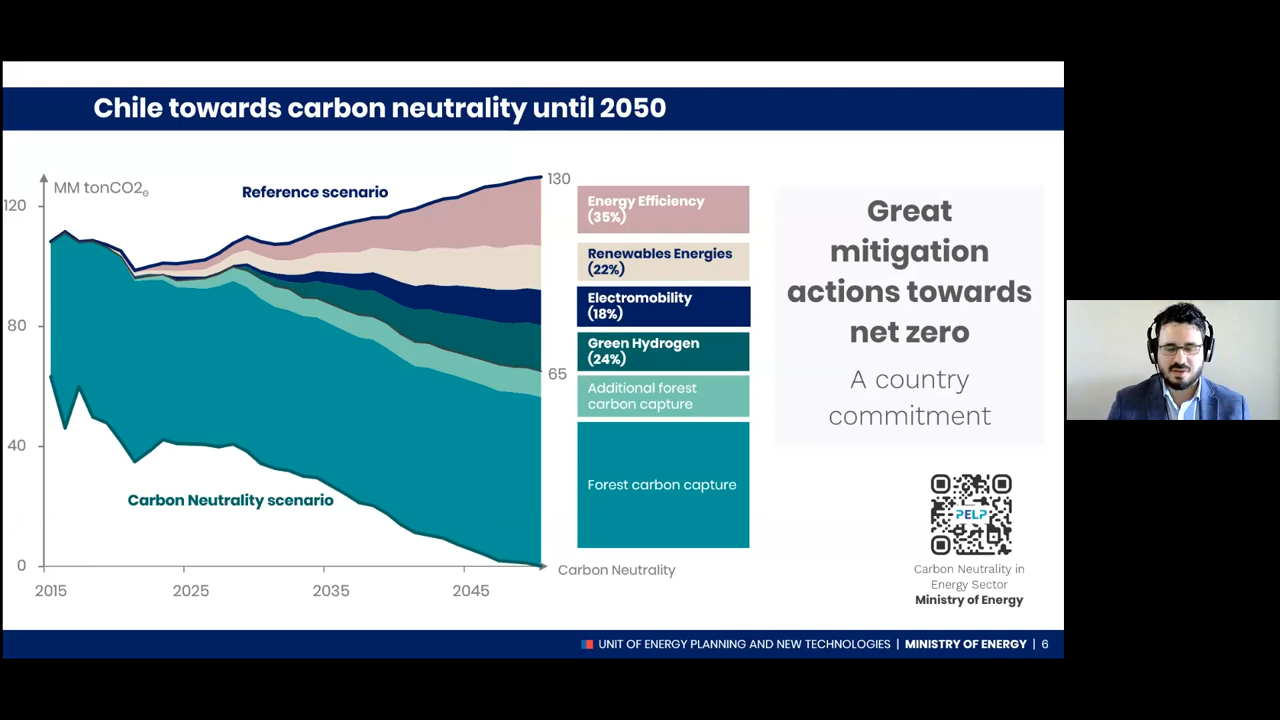 Chile towards carbon neutrality until 2050
MM tonCO2e
Reference scenario
130
120
80
65
40
0
Carbon Neutrality scenario
2015
2025
2035
2045
Carbon Neutrality
Energy Efficiency
(35%)
Renewables Energies
(22%)
Electromobility
(18%)
Green Hydrogen
(24%)
Additional forest
carbon capture
Forest carbon capture
Great
mitigation
actions towards
net zero
A country
commitment
PELP
Carbon Neutrality in
Energy Sector
Ministry of Energy
UNIT OF ENERGY PLANNING AND NEW TECHNOLOGIES | MINISTRY OF ENERGY | 6